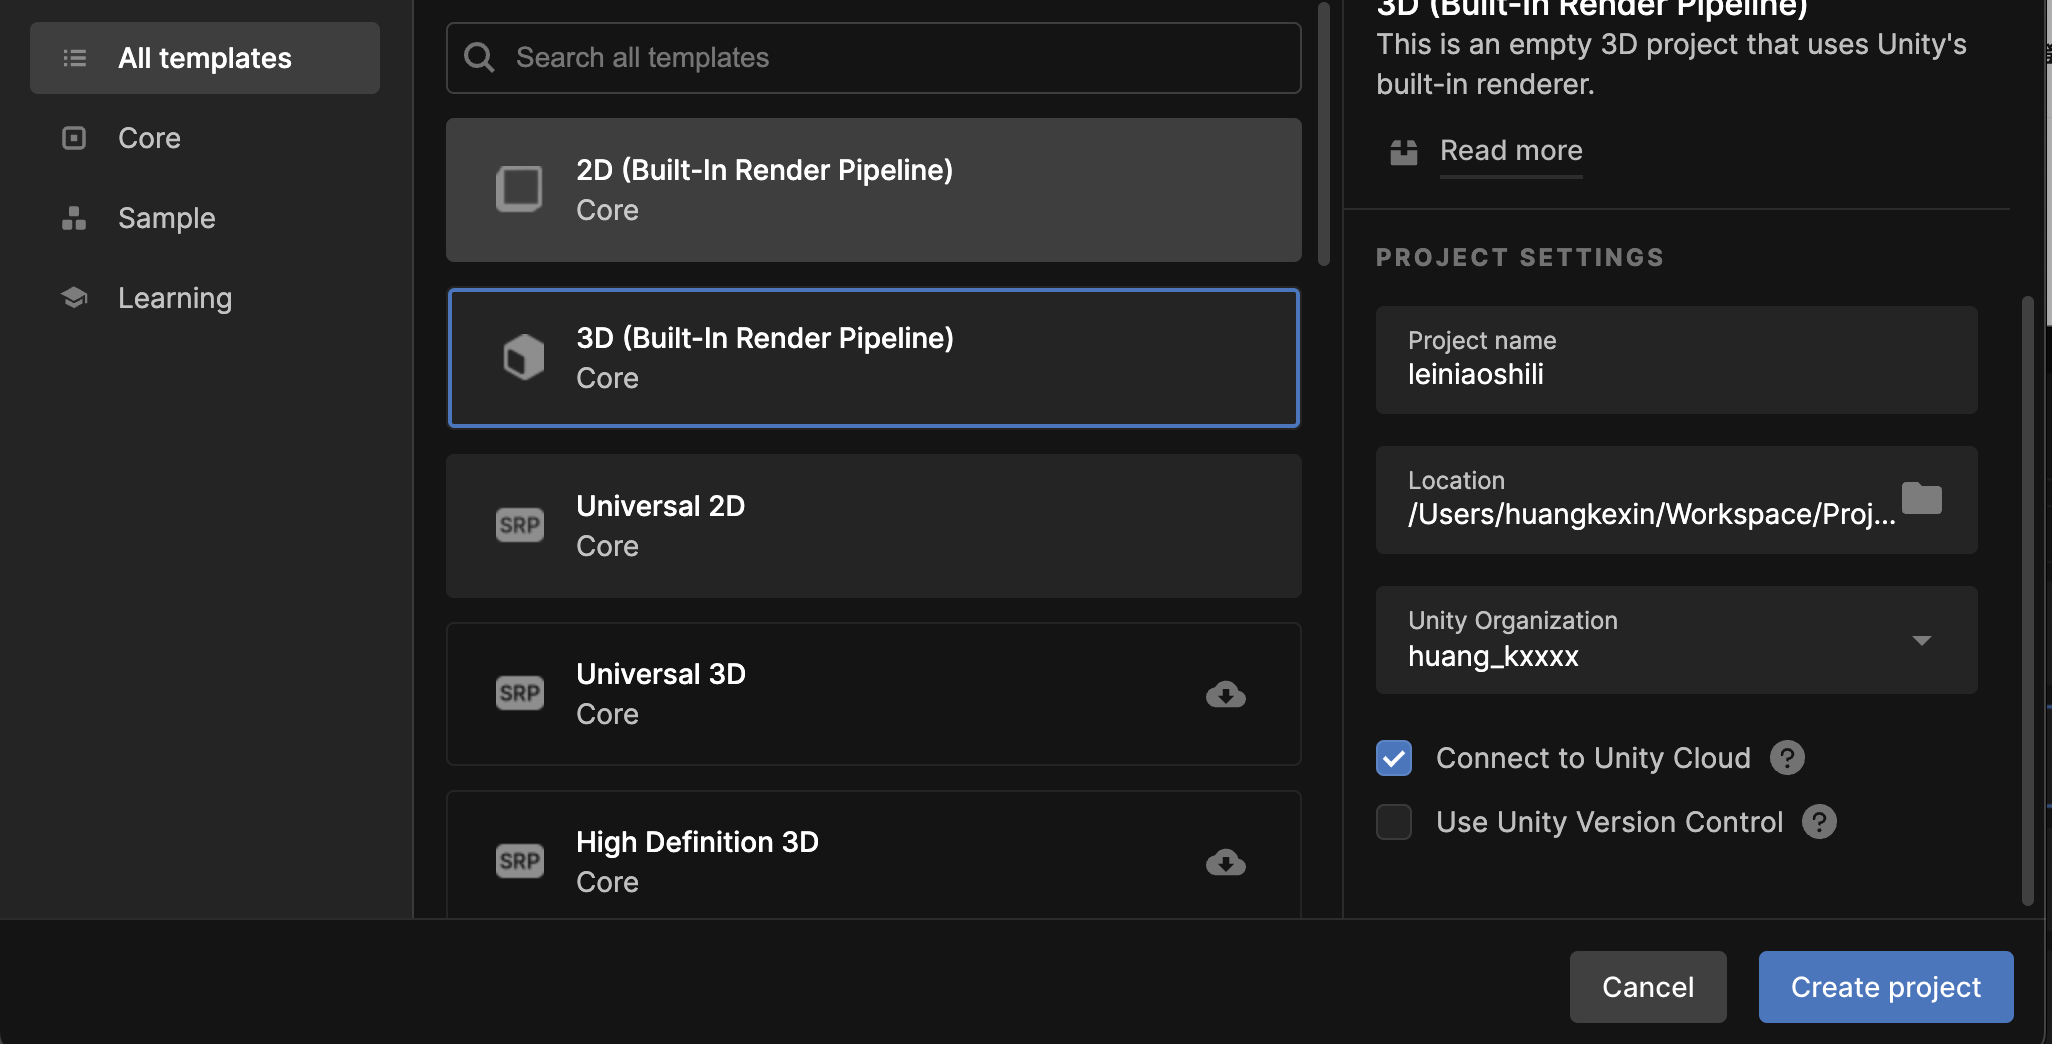 All templates
Core
Sample
Learning
Search all templates
2D (Built-In Render Pipeline)
Core
3D (Built-In Render Pipeline)
Core
SRP
Universal 2D
Core
SRP
Universal 3D
Core
SRP
High Definition 3D
Core
3D (Built-In Render Pipeline)
This is an empty 3D project that uses Unity's
built-in renderer.
Read more
PROJECT SETTINGS
Project name
leiniaoshili
Location
/Users/huangkexin/Workspace/Proj...
Unity Organization
huang_kxxxx
Connect to Unity Cloud ?
Use Unity Version Control ?
Cancel
Create project